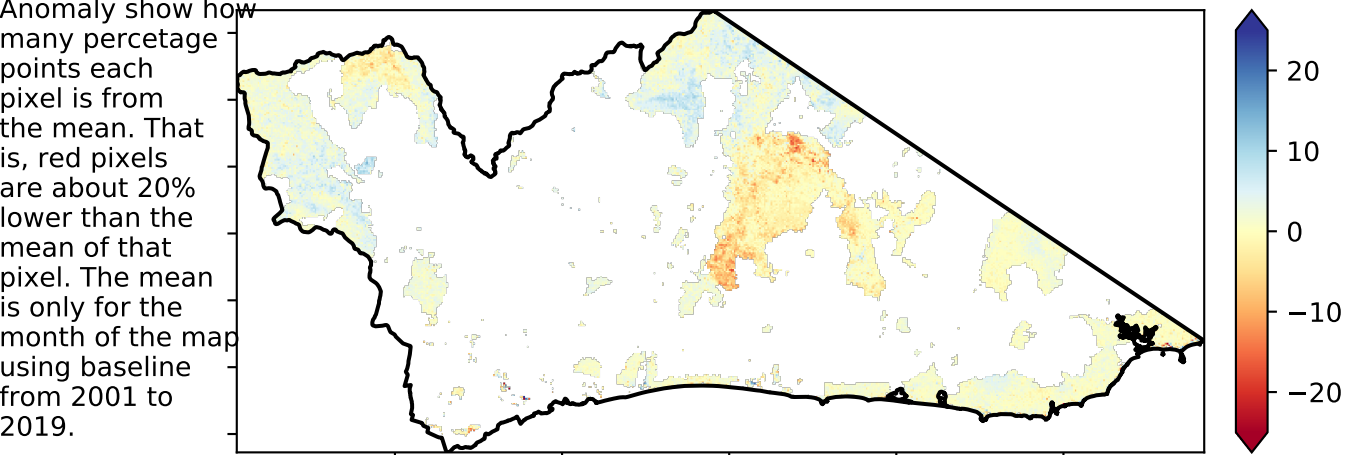 Anomaly show how
many percetage
points each
pixel is from
the mean. That
is, red pixels
are about 20%
lower than the
mean of that
pixel. The mean
is only for the
month of the map
using baseline
from 2001 to
2019.
20
10
0
−10
−20